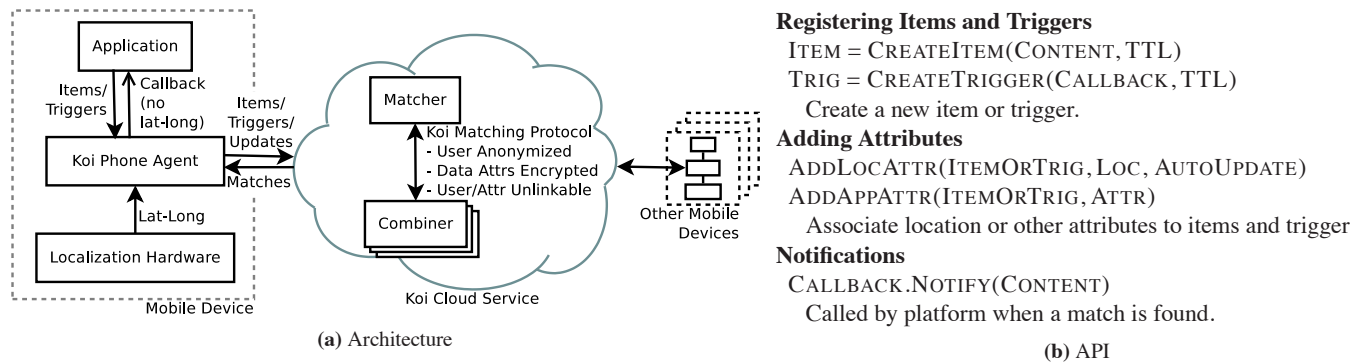 Application
Items/
Triggers
Callback
(no
lat-long)
Koi Phone Agent
Lat-Long
Localization Hardware
Mobile Device
Items/
Triggers/
Updates
Matches
Matcher
Koi Matching Protocol
- User Anonymized
- Data Attrs Encrypted
- User/Attr Unlinkable
Combiner
Koi Cloud Service
Other Mobile
Devices
(a) Architecture
Registering Items and Triggers
ITEM = CREATEITEM(CONTENT, TTL)
TRIG = CREATETRIGGER(CALLBACK, TTL)
Create a new item or trigger.
Adding Attributes
ADDLOCATTR(ITEMORTRIG, LOC, AUTOUPDATE)
ADDAPPATTR(ITEMORTRIG, ATTR)
Associate location or other attributes to items and trigger
Notifications
CALLBACK.NOTIFY(CONTENT)
Called by platform when a match is found.
(b) API